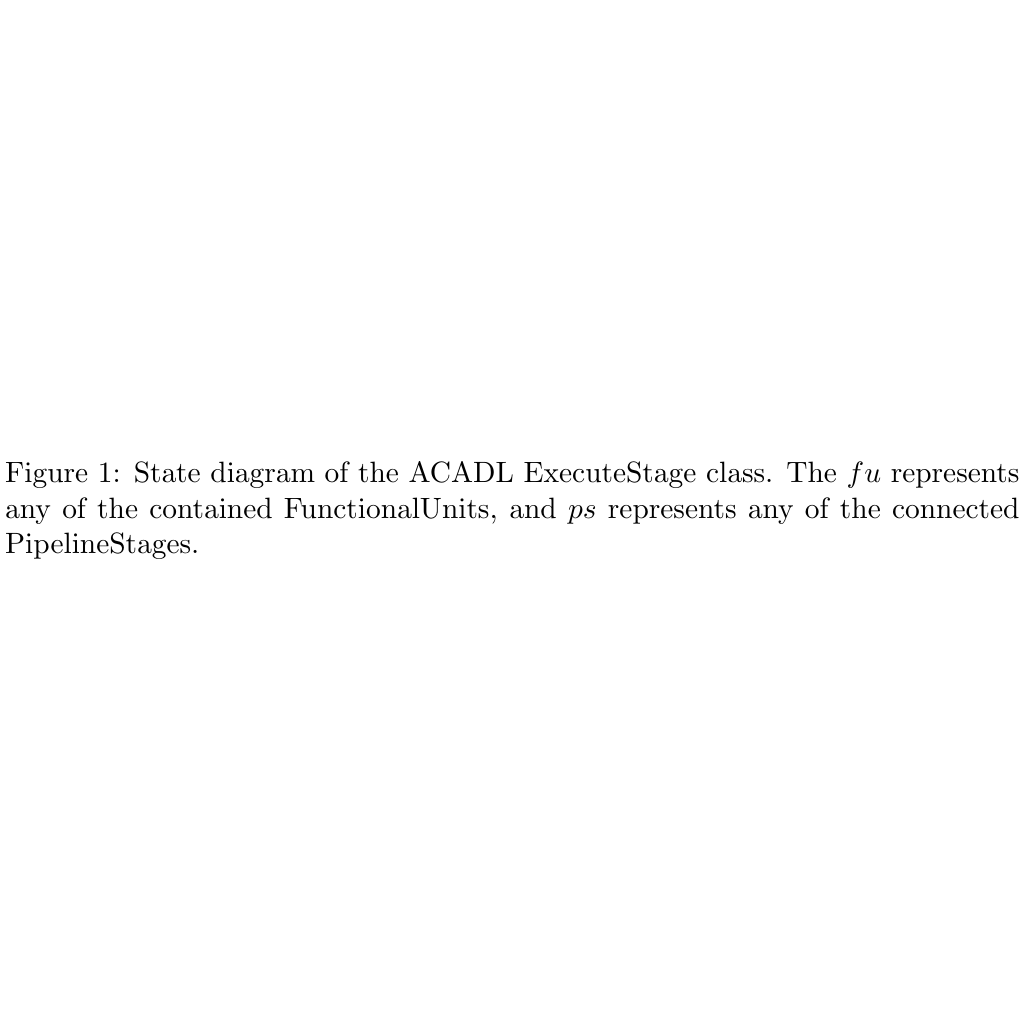 Figure 1: State diagram of the ACADL ExecuteStage class. The fu represents
any of the contained FunctionalUnits, and ps represents any of the connected
PipelineStages.